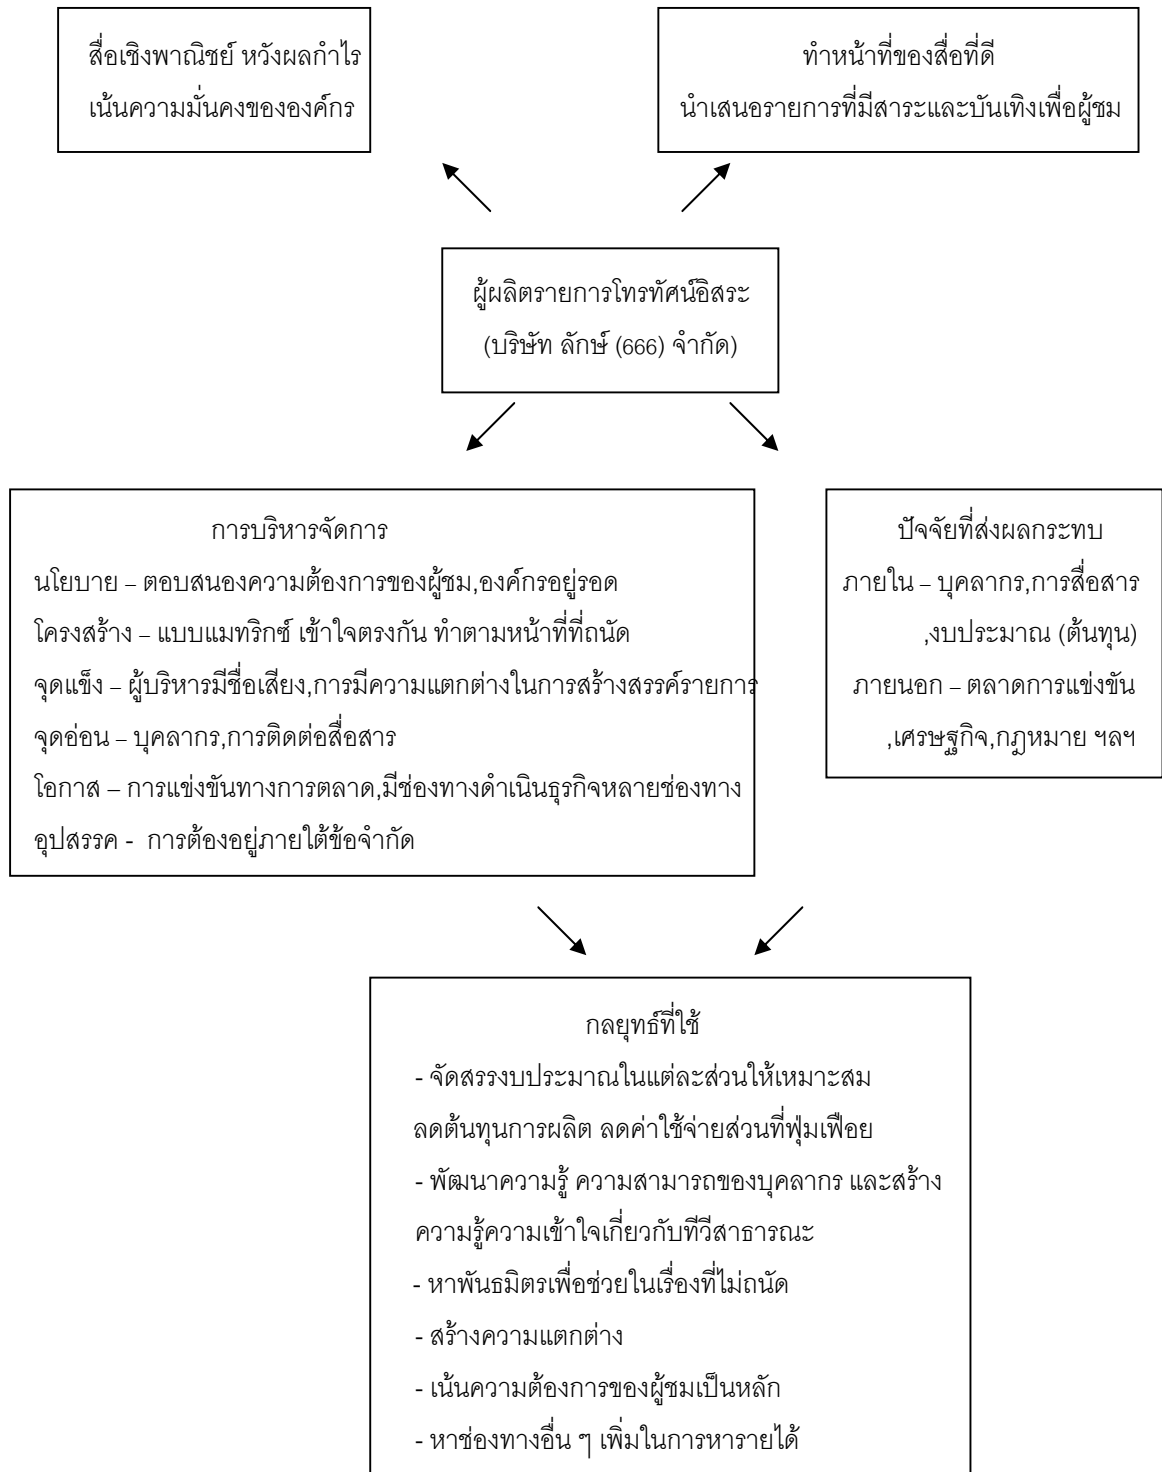 สื่อเชิงพาณิชย์ หวังผลกำไร
เน้นความมั่นคงขององค์กร
ทำหน้าที่ของสื่อที่ดี
นำเสนอรายการที่มีสาระและบันเทิงเพื่อผู้ชม
ผู้ผลิตรายการโทรทัศน์อิสระ
(บริษัท ลักษ์ (666) จำกัด)
การบริหารจัดการ
นโยบาย – ตอบสนองความต้องการของผู้ชม,องค์กรอยู่รอด
โครงสร้าง – แบบแมทริกซ์ เข้าใจตรงกัน ทำตามหน้าที่ที่ถนัด
จุดแข็ง – ผู้บริหารมีชื่อเสียง,การมีความแตกต่างในการสร้างสรรค์รายการ
จุดอ่อน – บุคลากร,การติดต่อสื่อสาร
โอกาส – การแข่งขันทางการตลาด,มีช่องทางดำเนินธุรกิจหลายช่องทาง
อุปสรรค - การต้องอยู่ภายใต้ข้อจำกัด
ปัจจัยที่ส่งผลกระทบ
ภายใน – บุคลากร,การสื่อสาร
,งบประมาณ (ต้นทุน)
ภายนอก – ตลาดการแข่งขัน
,เศรษฐกิจ,กฎหมาย ฯลฯ
กลยุทธ์ที่ใช้
- จัดสรรงบประมาณในแต่ละส่วนให้เหมาะสม
ลดต้นทุนการผลิต ลดค่าใช้จ่ายส่วนที่ฟุ่มเฟือย
- พัฒนาความรู้ ความสามารถของบุคลากร และสร้าง
ความรู้ความเข้าใจเกี่ยวกับทีวีสาธารณะ
- หาพันธมิตรเพื่อช่วยในเรื่องที่ไม่ถนัด
- สร้างความแตกต่าง
- เน้นความต้องการของผู้ชมเป็นหลัก
- หาช่องทางอื่น ๆ เพิ่มในการหารายได้